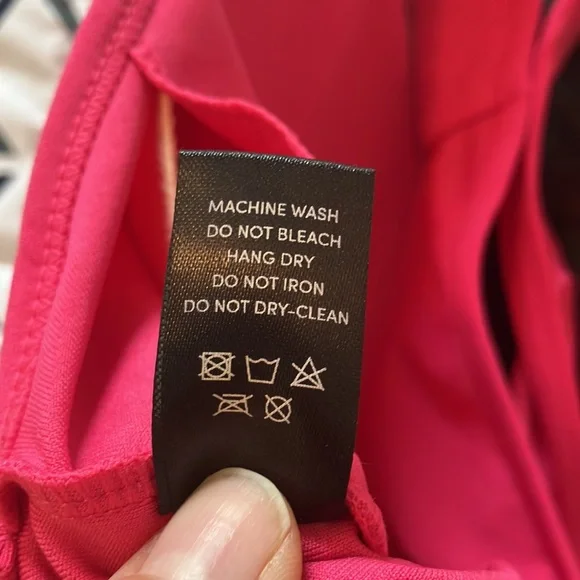 MACHINE WASH
DO NOT BLEACH
HANG DRY
DO NOT IRON
DO NOT DRY-CLEAN